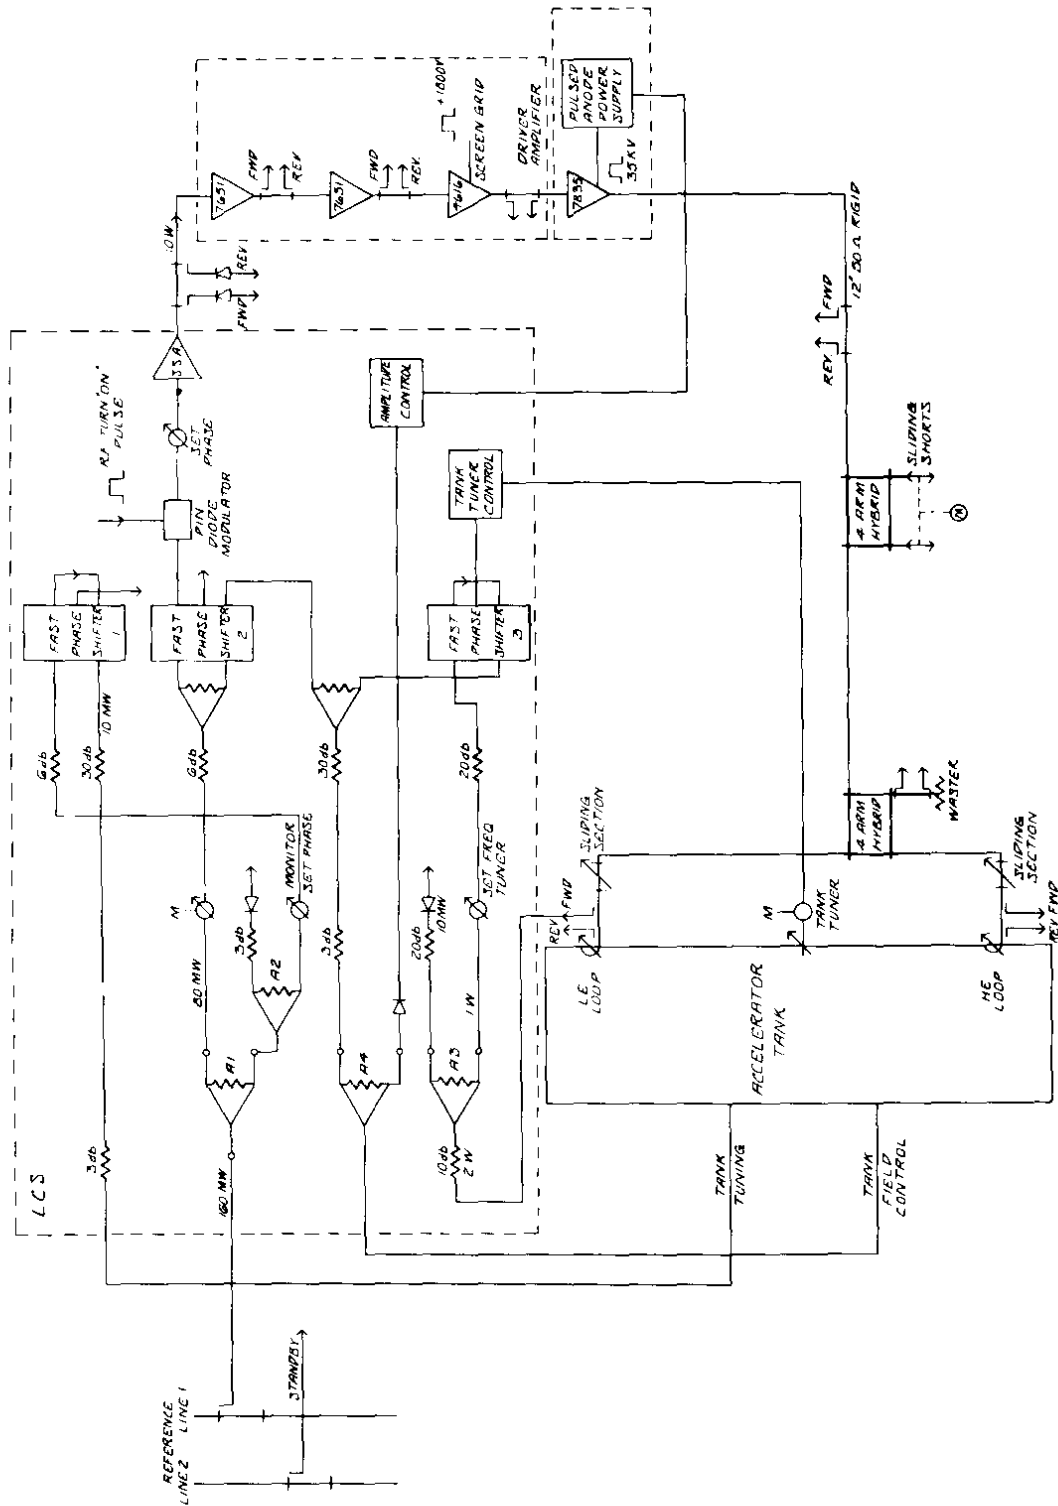 REFERENCE
LINE 2 LINE 1
STANDBY
LCS
160 MW
3db
80 MW
A1
A2
3db
M
MONITOR
SET PHASE
6db
30db
10 MW
6db
FAST
PHASE
SHIFTER
1
FAST
PHASE
SHIFTER
2
PIN
DIODE
MODULATOR
RF TURN "ON"
PULSE
SET
PHASE
SSA
FWD
REV
10W
7651
FWD
REV
7651
FWD
REV.
4616
+1800V
SCREEN GRID
DRIVER
AMPLIFIER
7835
35KV
PULSED
ANODE
POWER
SUPPLY
A4
3db
30db
AMPLITUDE
CONTROL
10db
2 W
A3
20db
10MW
1W
SET FREQ
TUNER
20db
FAST
PHASE
SHIFTER
3
TANK
TUNER
CONTROL
REV
FWD
LE
LOOP
SLIDING
SECTION
ACCELERATOR
TANK
M
TANK
TUNER
HE
LOOP
REV FWD
SLIDING
SECTION
TANK
TUNING
TANK
FIELD
CONTROL
4 ARM
HYBRID
WASTER
4 ARM
HYBRID
SLIDING
SHORTS
M
REV
FWD
12" 50 Ω RIGID